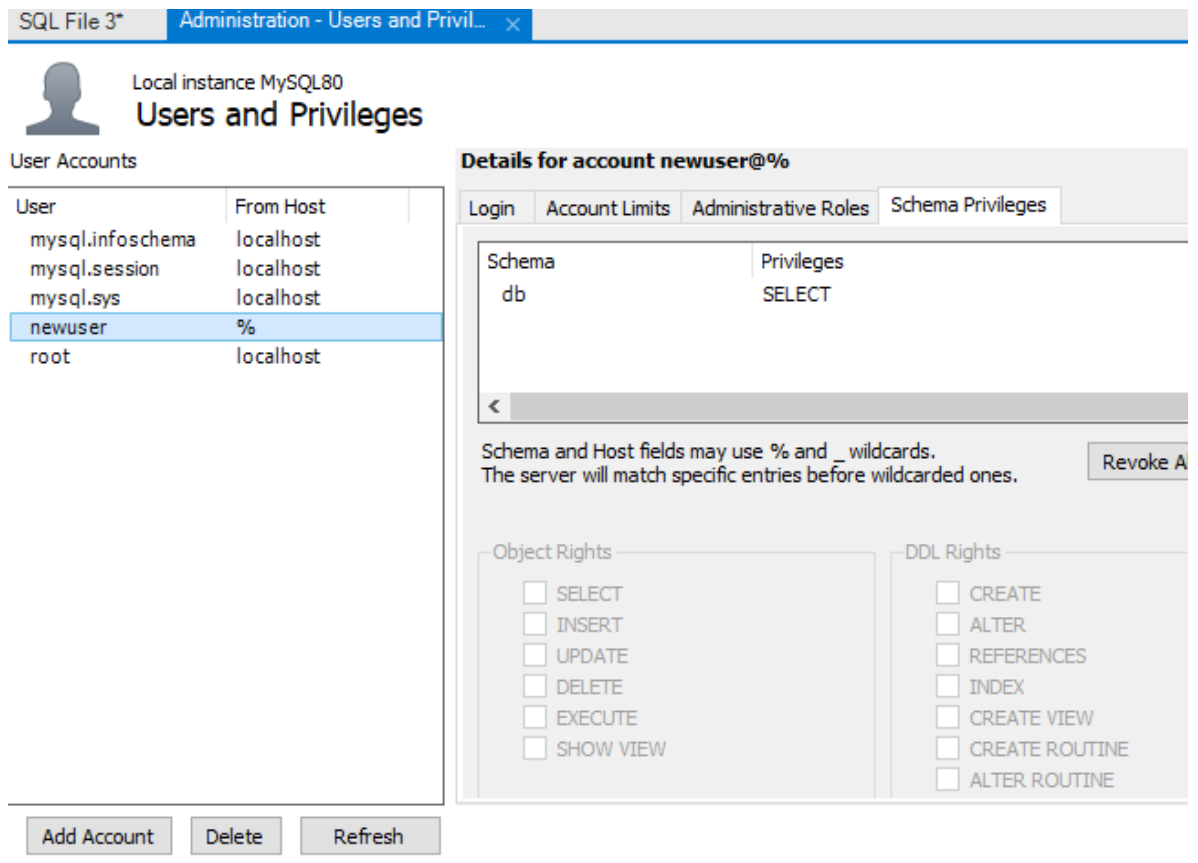 SQL File 3*
Administration - Users and Privil...
Local instance MySQL80
Users and Privileges
User Accounts
User From Host
mysql.infoschema localhost
mysql.session localhost
mysql.sys localhost
newuser %
root localhost
Add Account Delete Refresh
Details for account newuser@%
Login Account Limits Administrative Roles Schema Privileges
Schema Privileges
db SELECT
Schema and Host fields may use % and _ wildcards.
The server will match specific entries before wildcarded ones.
Revoke Al
Object Rights
SELECT
INSERT
UPDATE
DELETE
EXECUTE
SHOW VIEW
DDL Rights
CREATE
ALTER
REFERENCES
INDEX
CREATE VIEW
CREATE ROUTINE
ALTER ROUTINE